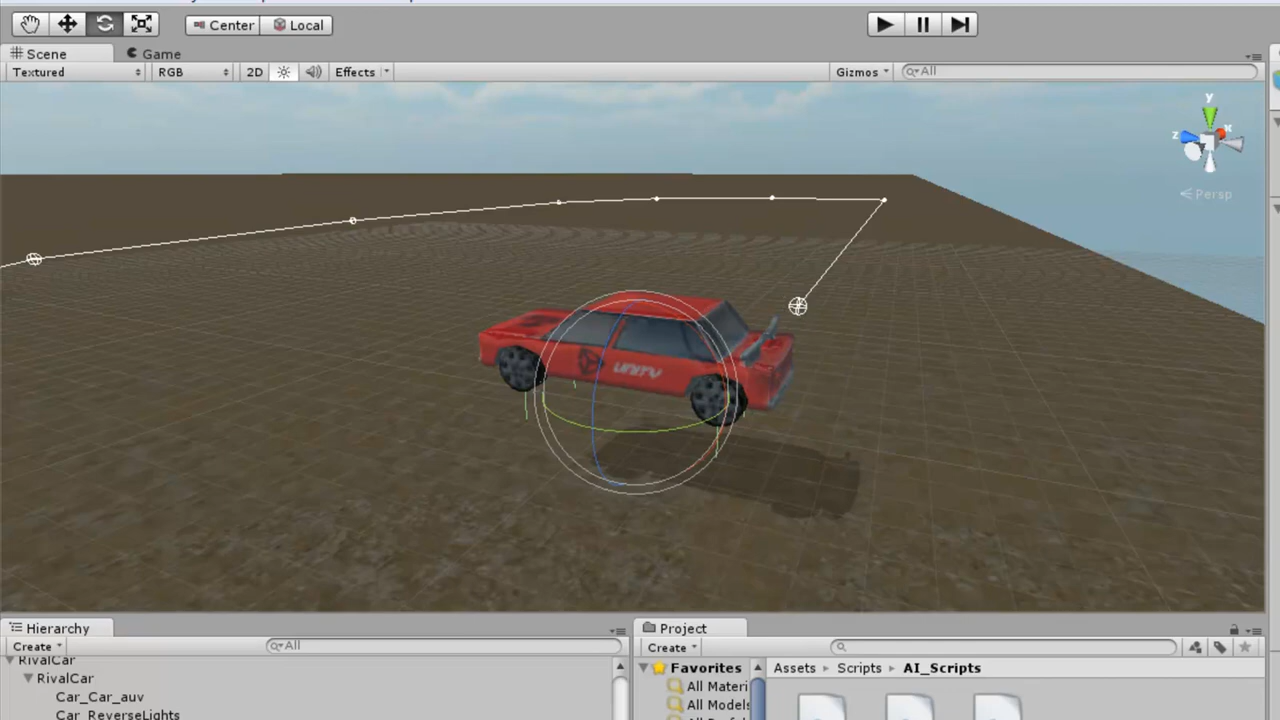 Center Local
Scene Game
Textured RGB 2D Effects Gizmos All
y
z x
Persp
UNITY
Hierarchy
Create All
RivalCar
RivalCar
Car_Car_auv
Car_ReverseLights
Project
Create
Favorites Assets Scripts AI_Scripts
All Materi
All Models